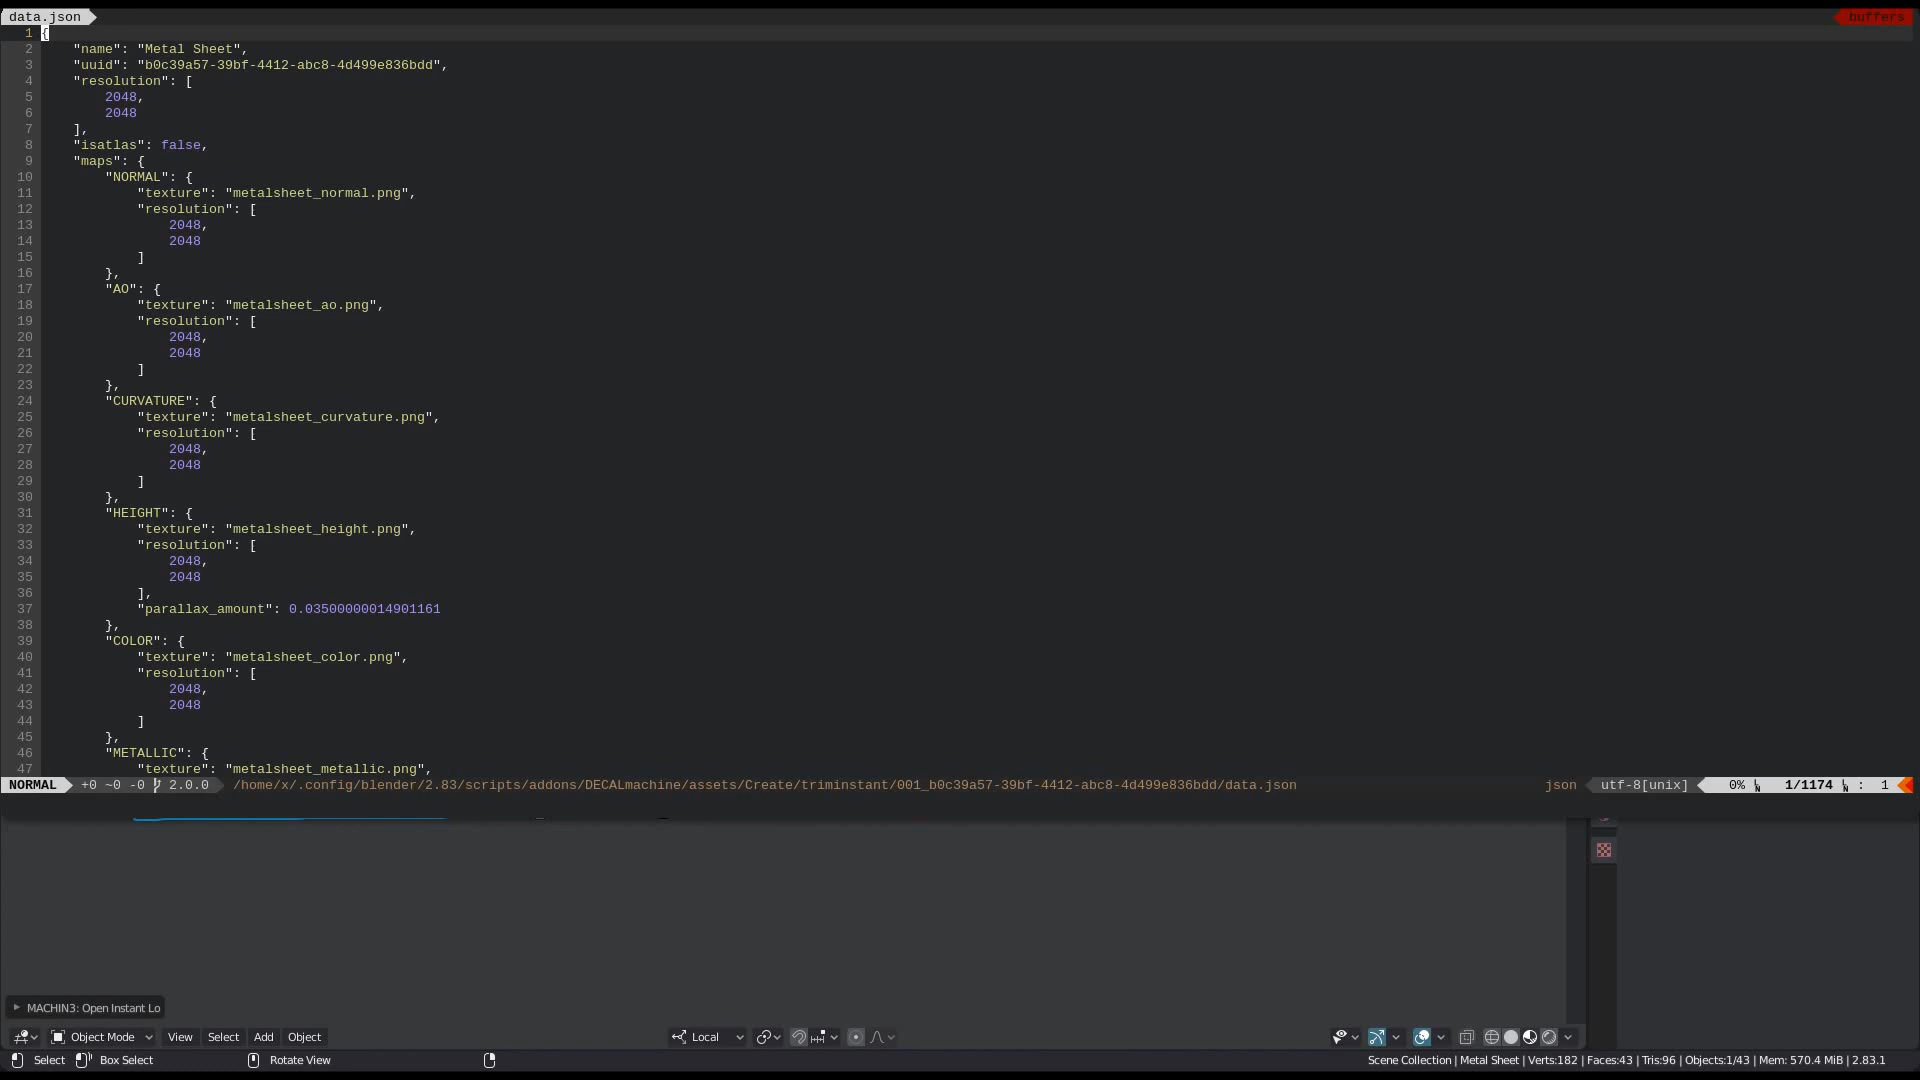 data.json
buffers
1 {
2 "name": "Metal Sheet",
3 "uuid": "b0c39a57-39bf-4412-abc8-4d499e836bdd",
4 "resolution": [
5 2048,
6 2048
7 ],
8 "isatlas": false,
9 "maps": {
10 "NORMAL": {
11 "texture": "metalsheet_normal.png",
12 "resolution": [
13 2048,
14 2048
15 ]
16 },
17 "AO": {
18 "texture": "metalsheet_ao.png",
19 "resolution": [
20 2048,
21 2048
22 ]
23 },
24 "CURVATURE": {
25 "texture": "metalsheet_curvature.png",
26 "resolution": [
27 2048,
28 2048
29 ]
30 },
31 "HEIGHT": {
32 "texture": "metalsheet_height.png",
33 "resolution": [
34 2048,
35 2048
36 ],
37 "parallax_amount": 0.03500000014901161
38 },
39 "COLOR": {
40 "texture": "metalsheet_color.png",
41 "resolution": [
42 2048,
43 2048
44 ]
45 },
46 "METALLIC": {
47 "texture": "metalsheet_metallic.png",
NORMAL +0 ~0 -0 2.0.0 /home/x/.config/blender/2.83/scripts/addons/DECALmachine/assets/Create/triminstant/001_b0c39a57-39bf-4412-abc8-4d499e836bdd/data.json json utf-8[unix] 0% 1/1174 : 1
MACHIN3: Open Instant Lo
Object Mode View Select Add Object Local
Select Box Select Rotate View Scene Collection | Metal Sheet | Verts:182 | Faces:43 | Tris:96 | Objects:1/43 | Mem: 570.4 MiB | 2.83.1